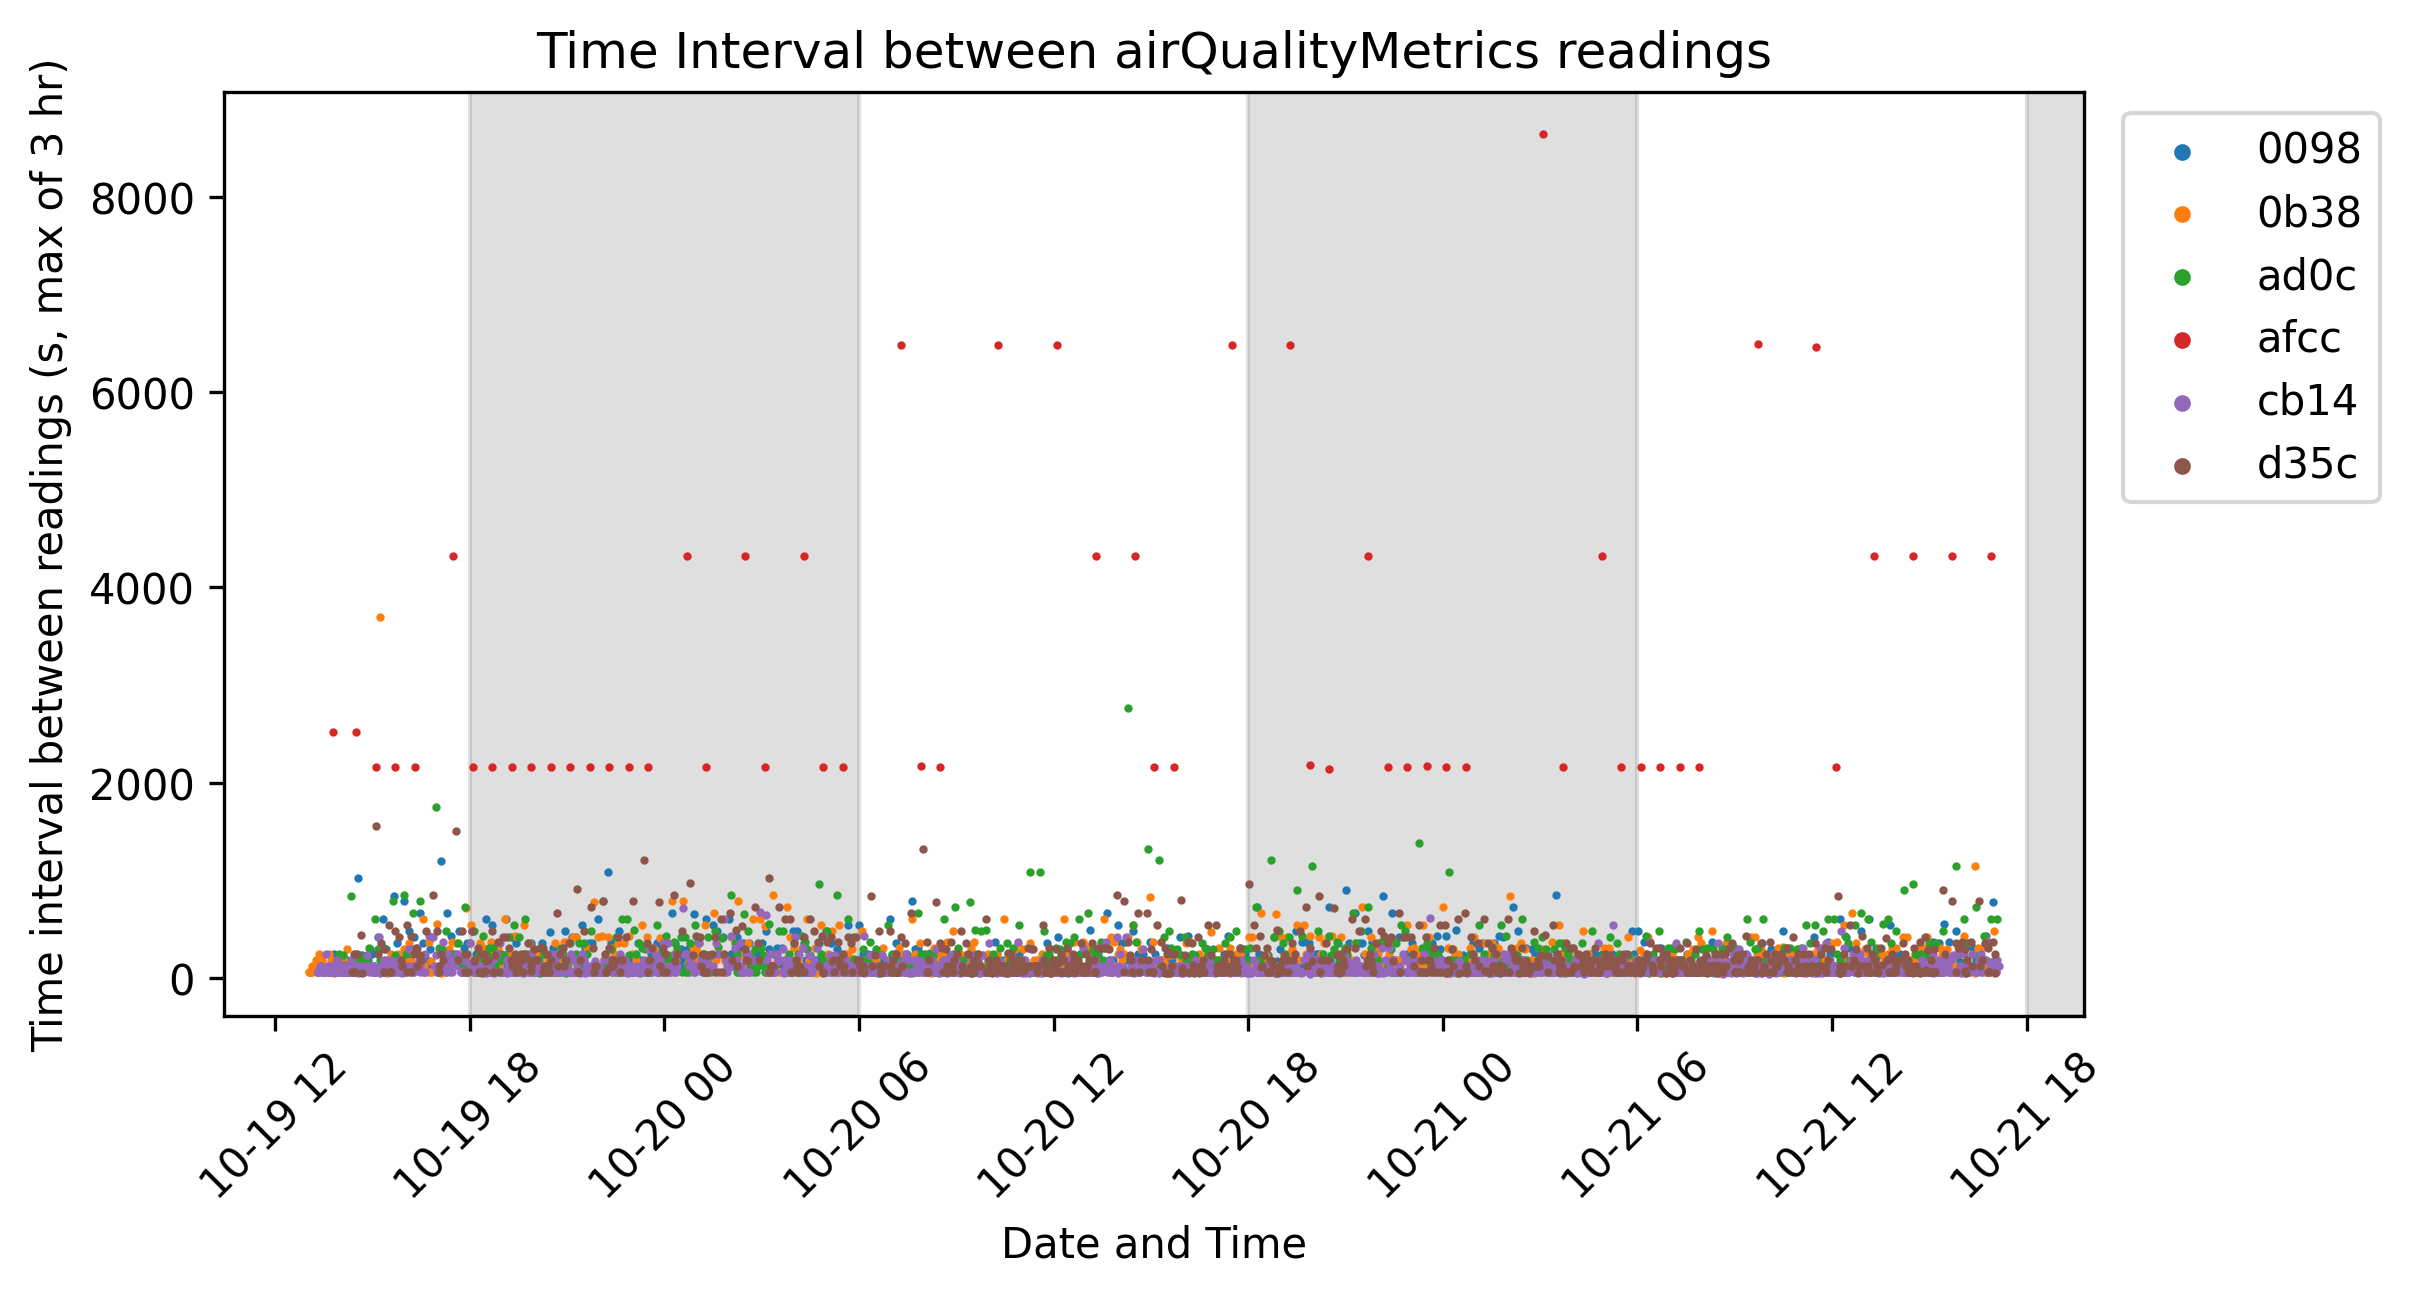 Time Interval between airQualityMetrics readings
Time interval between readings (s, max of 3 hr)
8000
6000
4000
2000
0
10-19 12
10-19 18
10-20 00
10-20 06
10-20 12
10-20 18
10-21 00
10-21 06
10-21 12
10-21 18
Date and Time
0098
0b38
ad0c
afcc
cb14
d35c